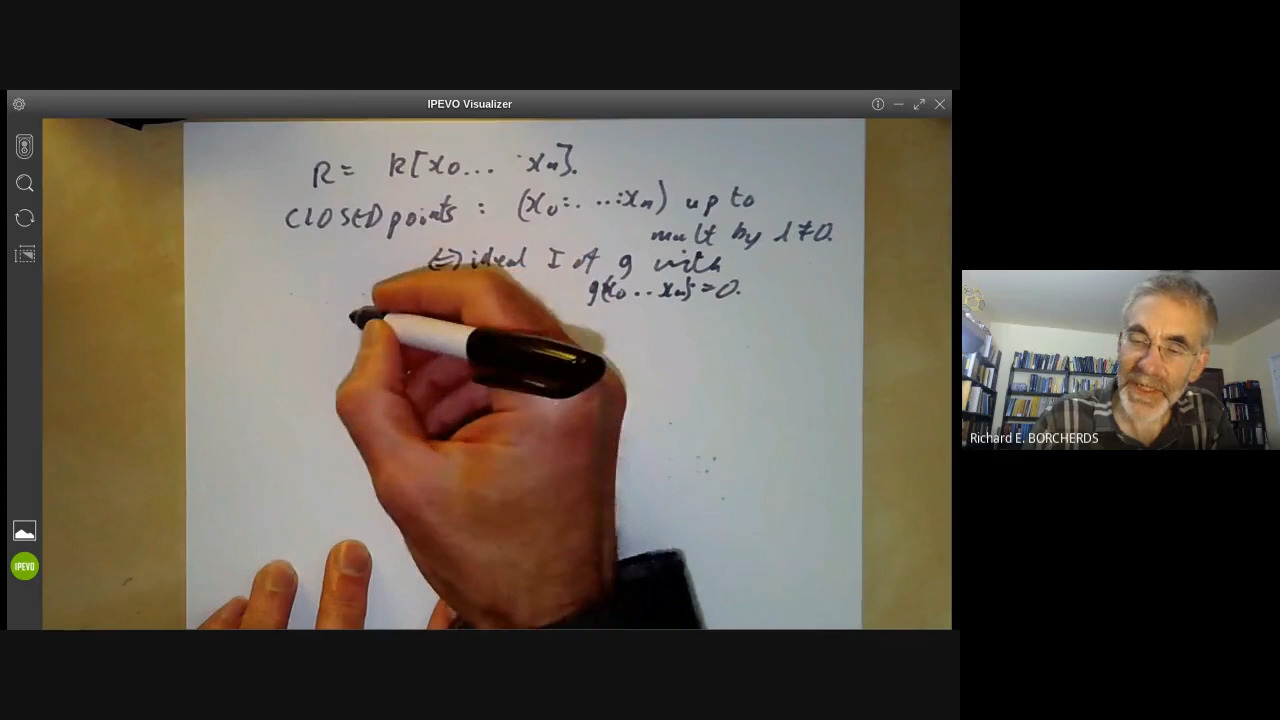 IPEVO Visualizer
R = k[x0... xn].
CLOSED points : (x0:. ..:xn) up to
mult by λ≠0.
(=) ideal I of g with
g(x0..xn)=0.
Richard E. BORCHERDS
IPEVO